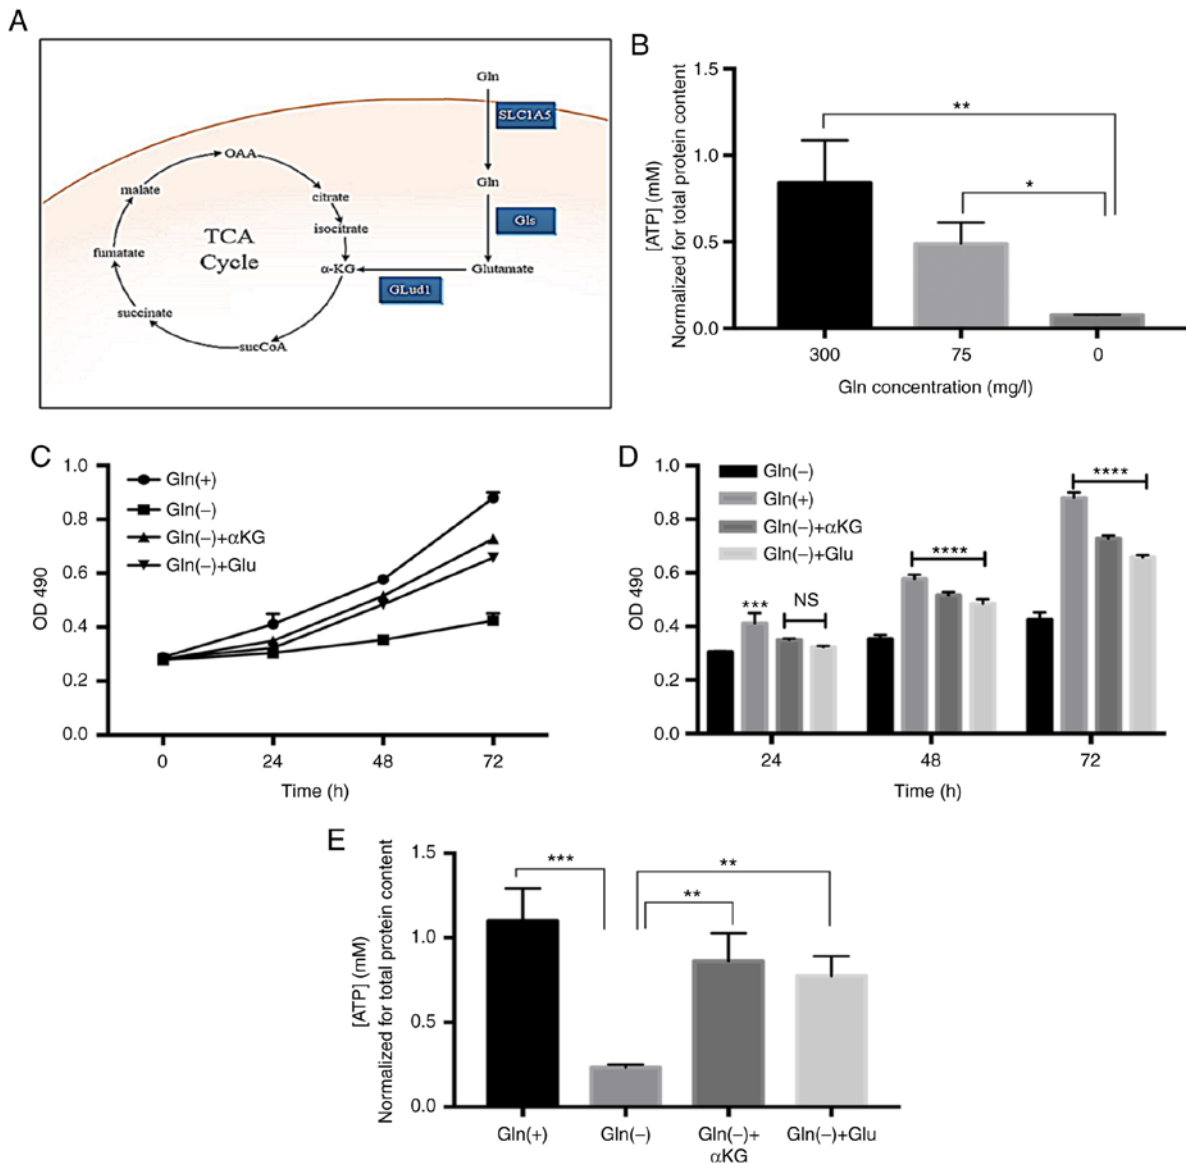 A
Gln
SLC1A5
OAA
malate
citrate
Gln
isocitrate
Gls
TCA
Cycle
fumatate
α-KG
Glutamate
GLud1
succinate
sucCoA
B
[ATP] (mM)
Normalized for total protein content
1.5
1.0
0.5
0.0
**
*
300 75 0
Gln concentration (mg/l)
C
OD 490
1.0
0.8
0.6
0.4
0.2
0.0
Gln(+)
Gln(−)
Gln(−)+αKG
Gln(−)+Glu
0 24 48 72
Time (h)
D
OD 490
1.0
0.8
0.6
0.4
0.2
0.0
Gln(−)
Gln(+)
Gln(−)+αKG
Gln(−)+Glu
*** NS
****
****
24 48 72
Time (h)
E
[ATP] (mM)
Normalized for total protein content
1.5
1.0
0.5
0.0
***
**
**
Gln(+) Gln(−) Gln(−)+ Gln(−)+Glu
αKG